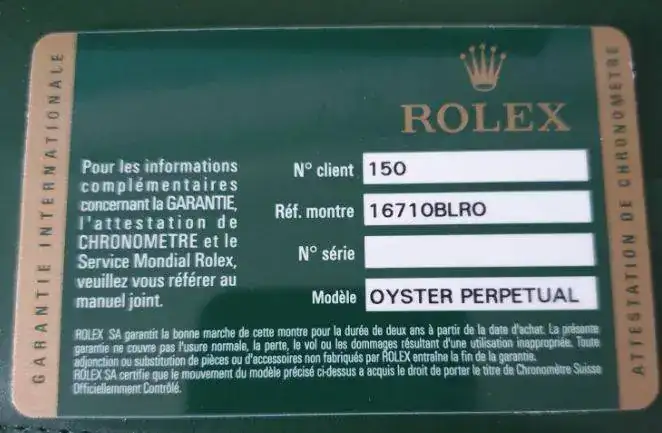 GARANTIE INTERNATIONALE
ROLEX
Pour les informations
complémentaires
concernant la GARANTIE,
l'attestation de
CHRONOMETRE et le
Service Mondial Rolex,
veuillez vous référer au
manuel joint.
N° client 150
Réf. montre 16710BLRO
N° série
Modèle OYSTER PERPETUAL
ROLEX SA garantit la bonne marche de cette montre pour la durée de deux ans à partir de la date d'achat. La présente
garantie ne couvre pas l'usure normale, la perte, le vol ou les dommages résultant d'une utilisation inappropriée. Toute
adjonction ou substitution de pièces ou d'accessoires non fabriqués par ROLEX entraîne la fin de la garantie.
ROLEX SA certifie que le mouvement du modèle précisé ci-dessus a acquis le droit de porter le titre de Chronomètre Suisse
Officiellement Contrôlé.
ATTESTATION DE CHRONOMETRE